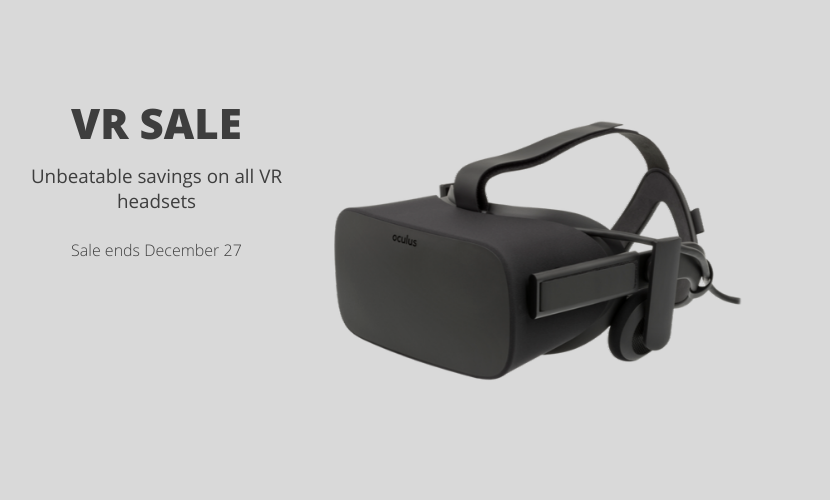 VR SALE
Unbeatable savings on all VR
headsets
Sale ends December 27
oculus